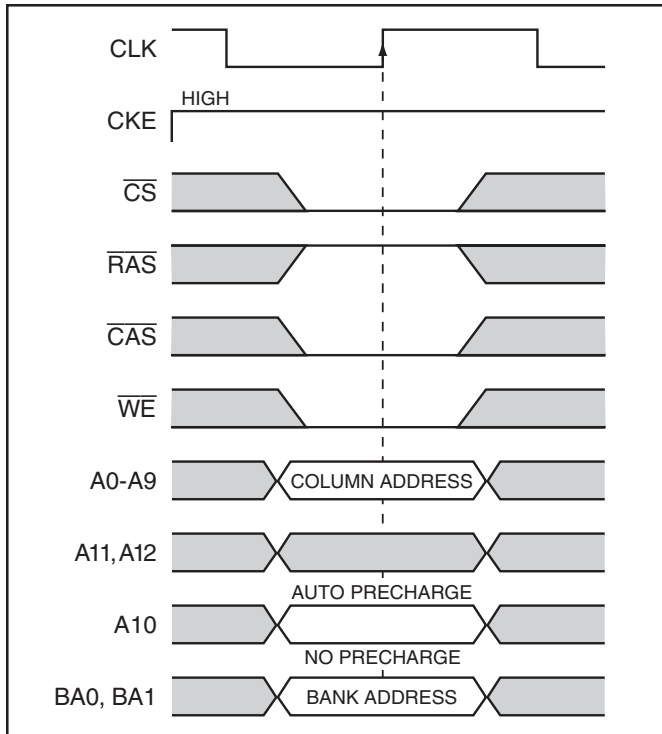 CLK
HIGH
CKE
CS
RAS
CAS
WE
A0-A9 COLUMN ADDRESS
A11, A12
AUTO PRECHARGE
A10
NO PRECHARGE
BA0, BA1 BANK ADDRESS